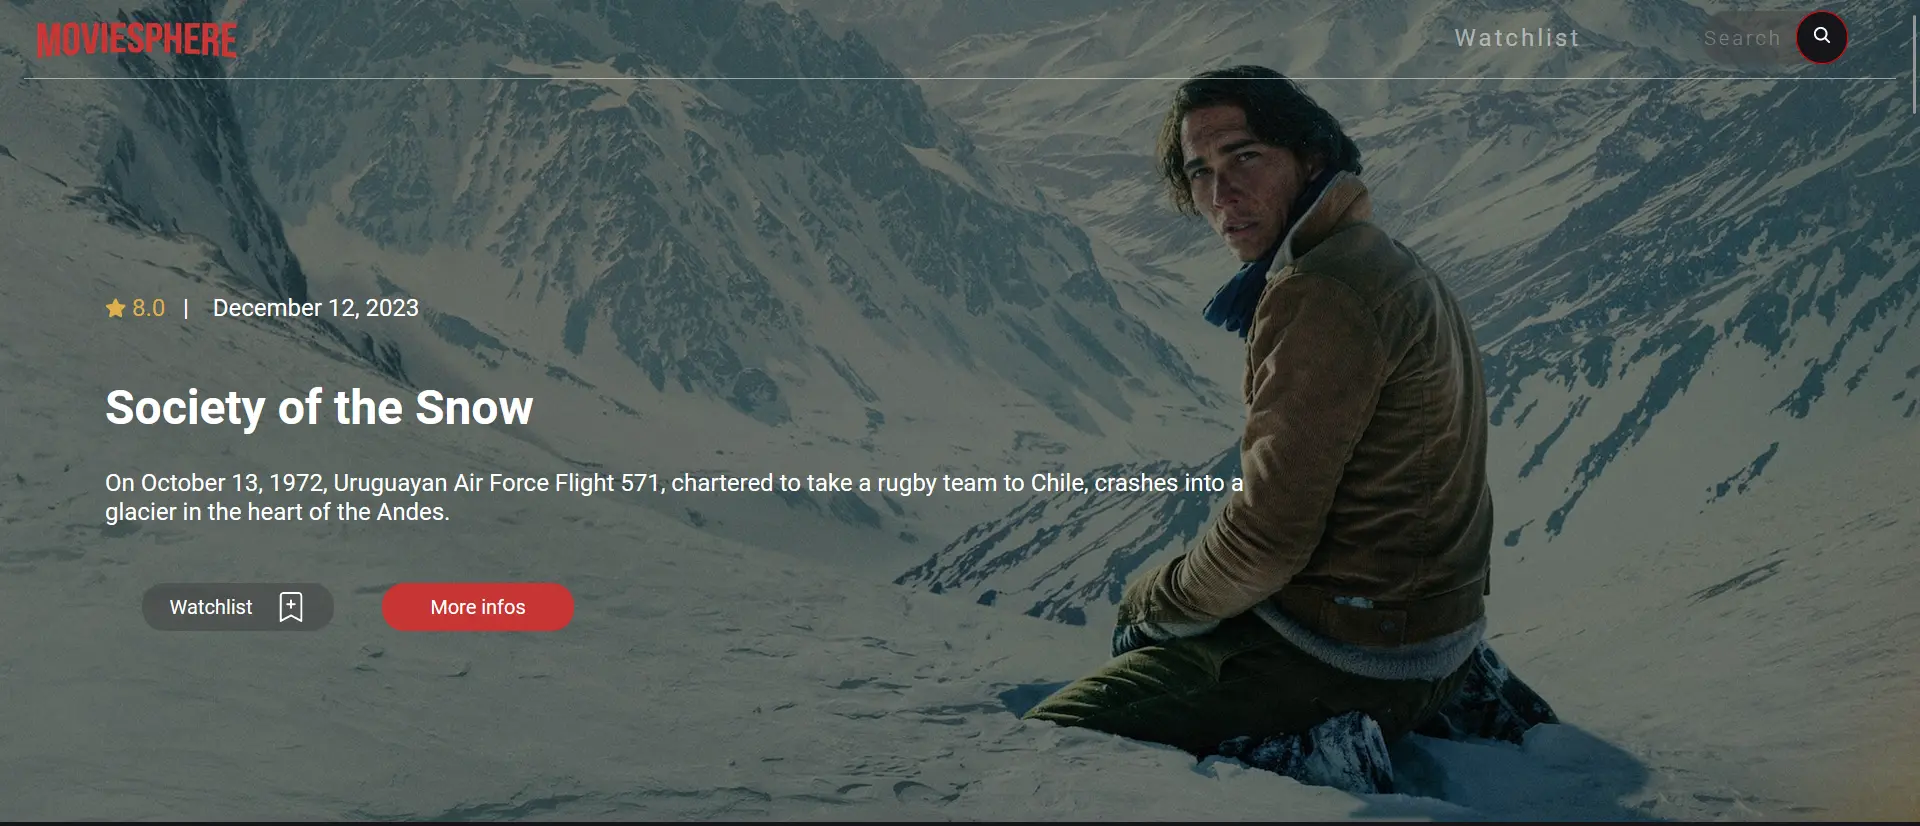 MOVIESPHERE
Watchlist
Search
8.0 | December 12, 2023
Society of the Snow
On October 13, 1972, Uruguayan Air Force Flight 571, chartered to take a rugby team to Chile, crashes into a
glacier in the heart of the Andes.
Watchlist
More infos